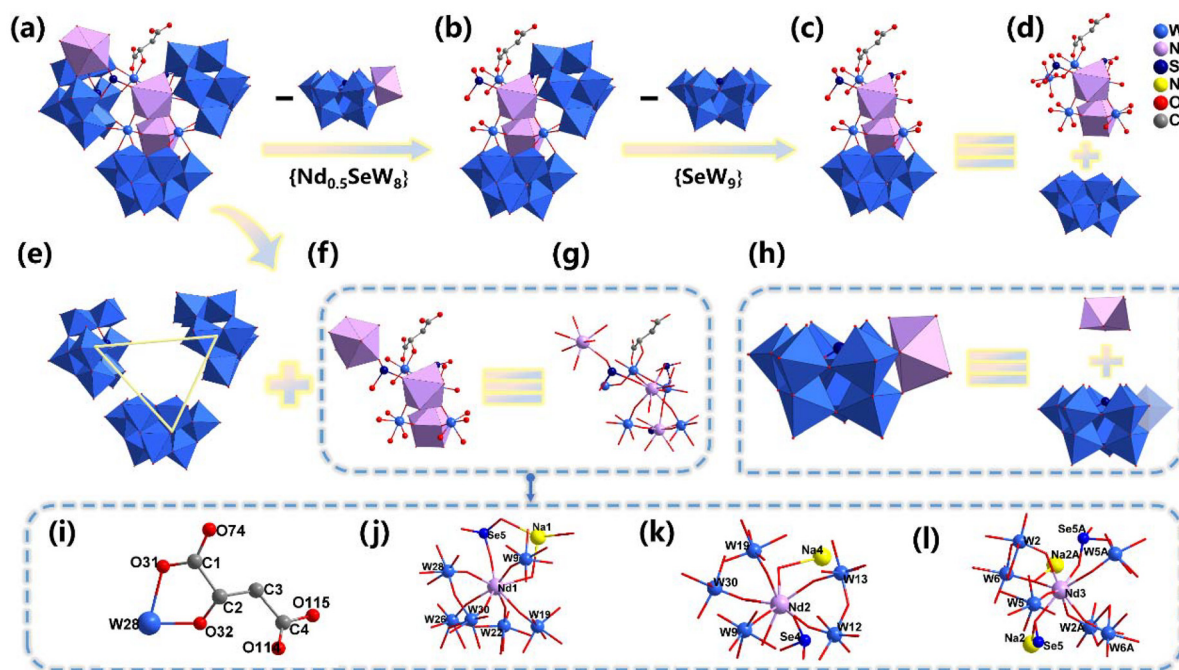 (a)
(b)
(c)
(d)
W
N
S
N
O
C
{Nd0.5SeW8}
{SeW9}
(e)
(f)
(g)
(h)
(i)
O74
O31
C1
C3
O115
C2
W28
O32
C4
O114
(j)
Se5
Na1
W9
W28
Nd1
W30
W26
W22
W19
(k)
W19
Na4
W30
W13
Nd2
W9
Se4
W12
(l)
Se5A
W2
Na2A
W5A
W6
Nd3
W5
W2A
Na2
Se5
W6A